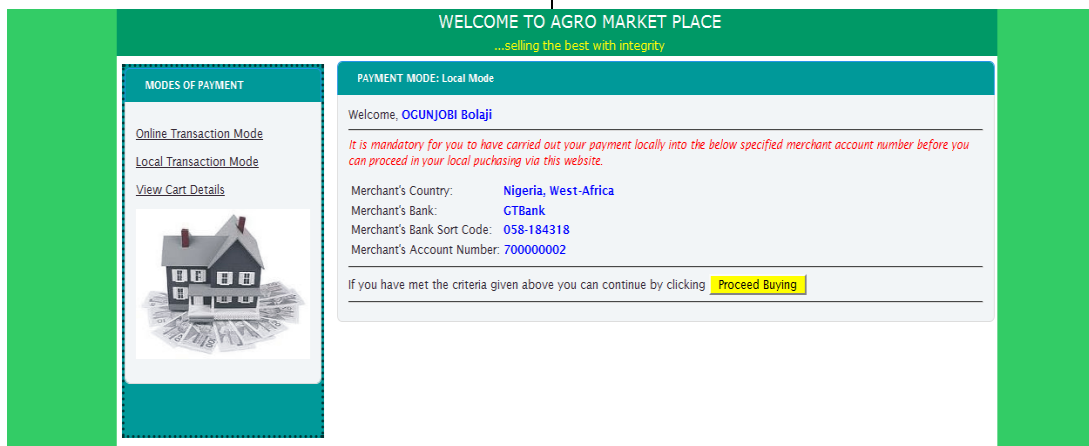 WELCOME TO AGRO MARKET PLACE
...selling the best with integrity
MODES OF PAYMENT
Online Transaction Mode
Local Transaction Mode
View Cart Details
PAYMENT MODE: Local Mode
Welcome, OGUNJOBI Bolaji
It is mandatory for you to have carried out your payment locally into the below specified merchant account number before you
can proceed in your local puchasing via this website.
Merchant's Country: Nigeria, West-Africa
Merchant's Bank: GTBank
Merchant's Bank Sort Code: 058-184318
Merchant's Account Number: 700000002
If you have met the criteria given above you can continue by clicking Proceed Buying